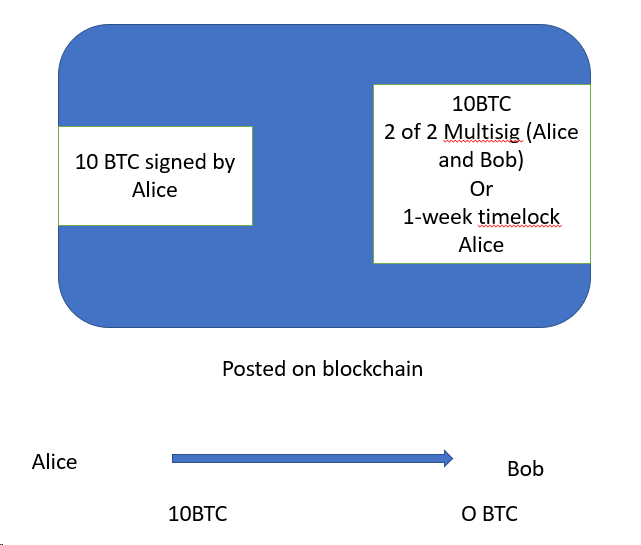 10 BTC signed by
Alice
10BTC
2 of 2 Multisig (Alice
and Bob)
Or
1-week timelock
Alice
Posted on blockchain
Alice
Bob
10BTC
O BTC